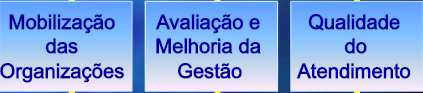 Mobilização
das
Organizações
Avaliação e
Melhoria da
Gestão
Qualidade
do
Atendimento